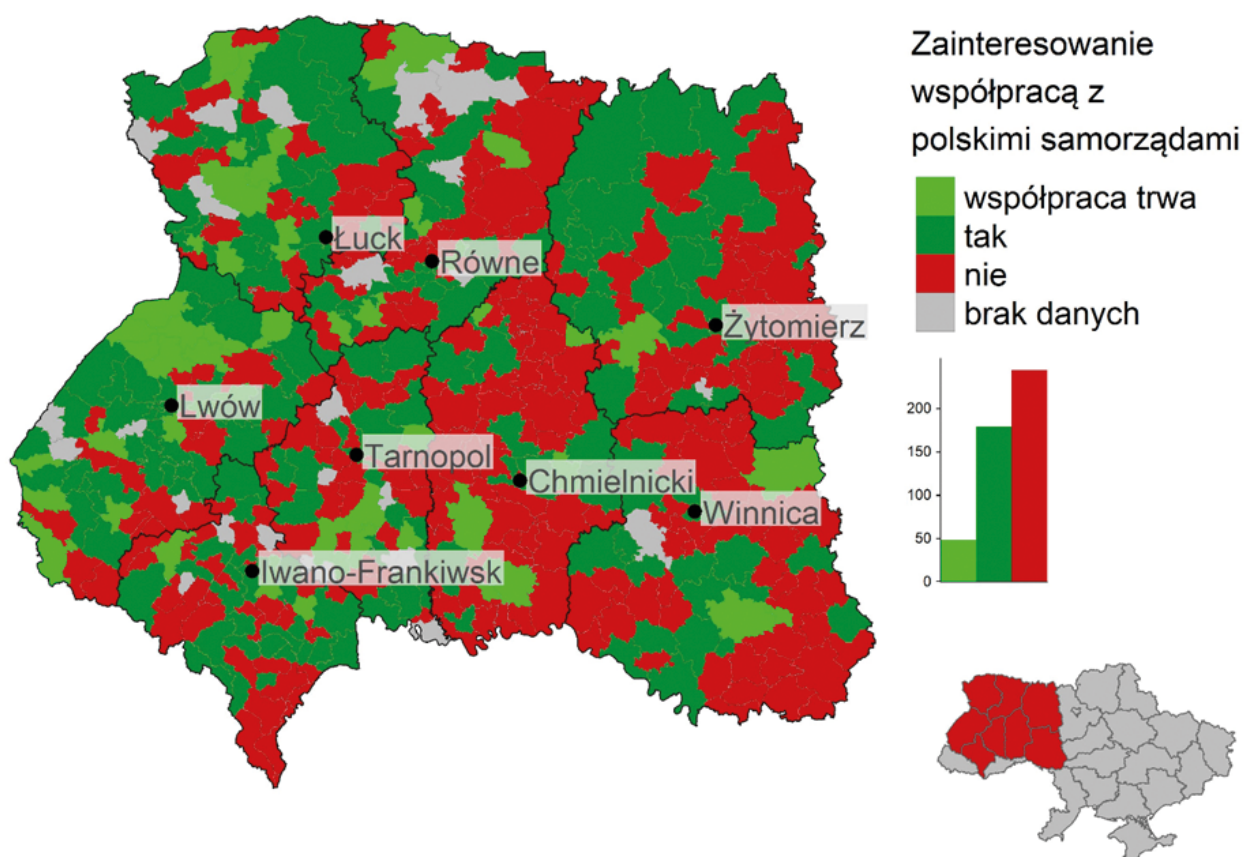 Zainteresowanie
współpracą z
polskimi samorządami
współpraca trwa
tak
nie
brak danych
Łuck
Równe
Żytomierz
Lwów
Tarnopol
Chmielnicki
Winnica
Iwano-Frankiwsk
200
150
100
50
0